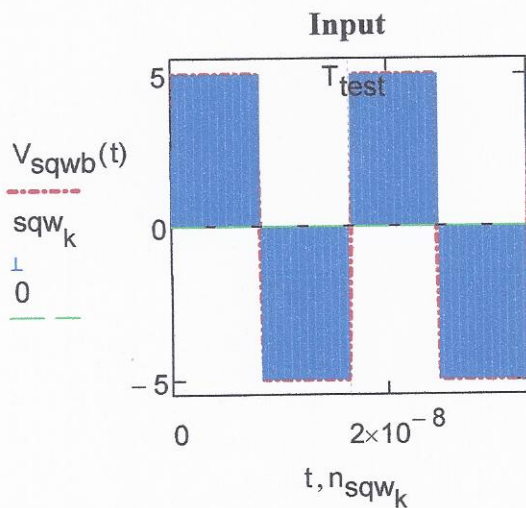 Input
5
T_test
V_sqwb(t)
sqw_k
0
0
-5
0
2×10^-8
t, n_sqw_k